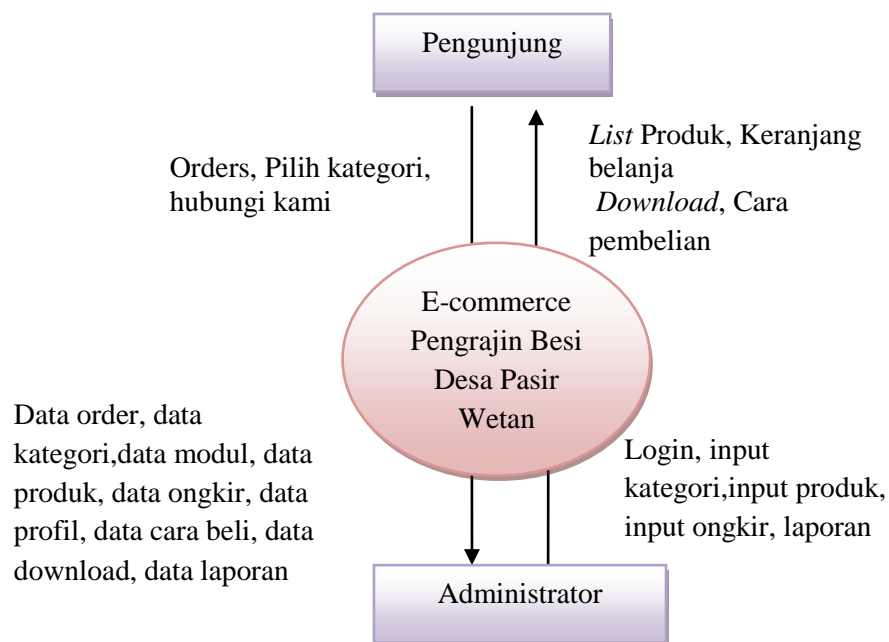 Pengunjung
Orders, Pilih kategori,
hubungi kami
List Produk, Keranjang
belanja
Download, Cara
pembelian
E-commerce
Pengrajin Besi
Desa Pasir
Wetan
Data order, data
kategori,data modul, data
produk, data ongkir, data
profil, data cara beli, data
download, data laporan
Login, input
kategori,input produk,
input ongkir, laporan
Administrator